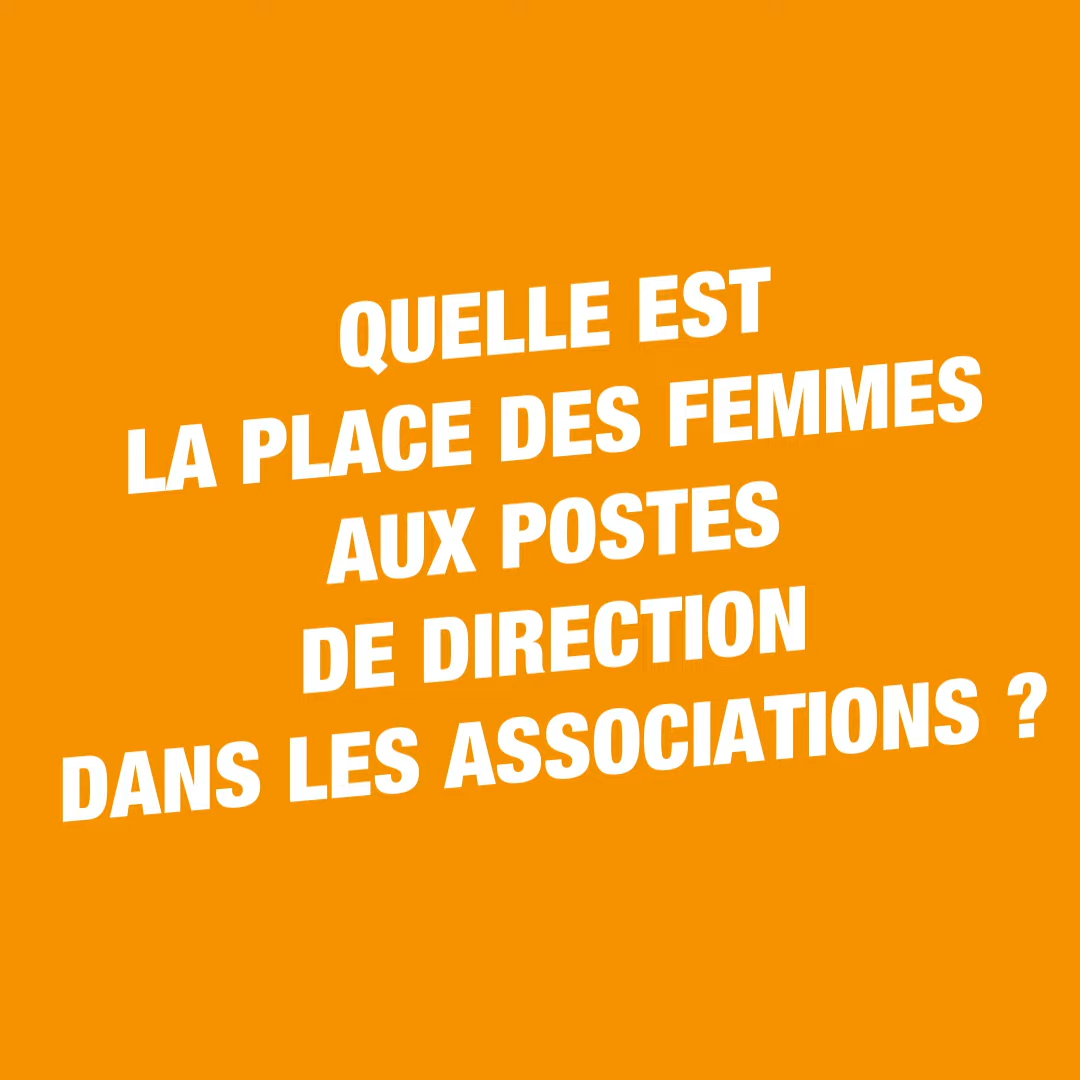 QUELLE EST
LA PLACE DES FEMMES
AUX POSTES
DE DIRECTION
DANS LES ASSOCIATIONS ?